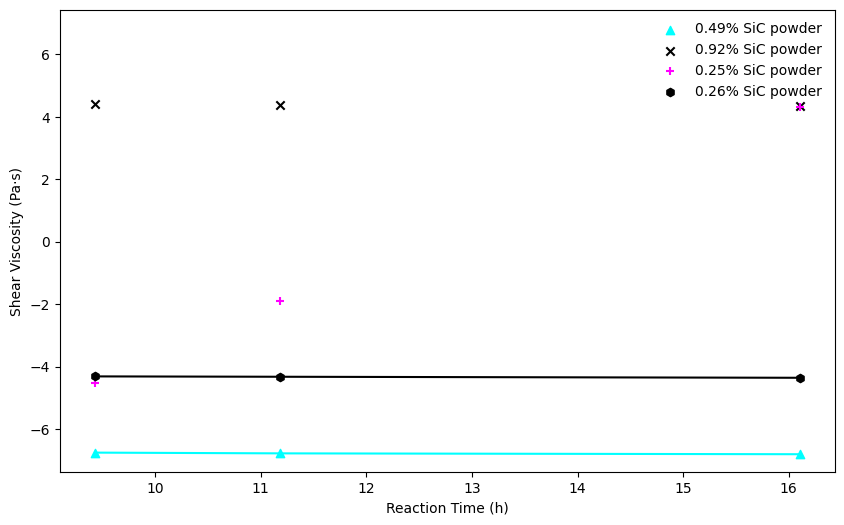 0.49% SiC powder
0.92% SiC powder
0.25% SiC powder
0.26% SiC powder
6
4
2
0
−2
−4
−6
Shear Viscosity (Pa·s)
10 11 12 13 14 15 16
Reaction Time (h)